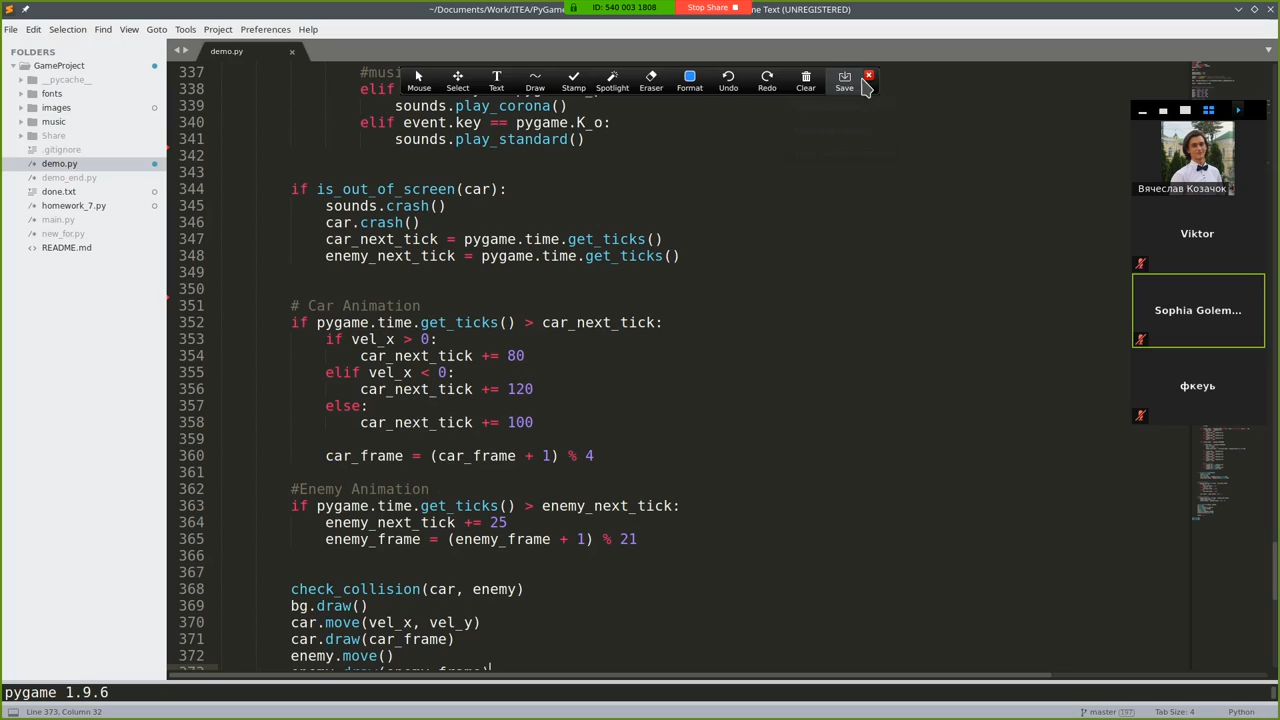 ~/Documents/Work/ITEA/PyGame
ID: 540 003 1808
Stop Share
ne Text (UNREGISTERED)
File Edit Selection Find View Goto Tools Project Preferences Help
FOLDERS
GameProject
__pycache__
fonts
images
music
Share
.gitignore
demo.py
demo_end.py
done.txt
homework_7.py
main.py
new_for.py
README.md
demo.py
Mouse Select Text Draw Stamp Spotlight Eraser Format Undo Redo Clear Save
337 #musi
338 elif
339 sounds.play_corona()
340 elif event.key == pygame.K_o:
341 sounds.play_standard()
342
343
344 if is_out_of_screen(car):
345 sounds.crash()
346 car.crash()
347 car_next_tick = pygame.time.get_ticks()
348 enemy_next_tick = pygame.time.get_ticks()
349
350
351 # Car Animation
352 if pygame.time.get_ticks() > car_next_tick:
353 if vel_x > 0:
354 car_next_tick += 80
355 elif vel_x < 0:
356 car_next_tick += 120
357 else:
358 car_next_tick += 100
359
360 car_frame = (car_frame + 1) % 4
361
362 #Enemy Animation
363 if pygame.time.get_ticks() > enemy_next_tick:
364 enemy_next_tick += 25
365 enemy_frame = (enemy_frame + 1) % 21
366
367
368 check_collision(car, enemy)
369 bg.draw()
370 car.move(vel_x, vel_y)
371 car.draw(car_frame)
372 enemy.move()
373 enemy.draw(enemy_frame)
Вячеслав Козачок
Viktor
Sophia Golem...
фкеуь
pygame 1.9.6
Line 373, Column 32
master 197
Tab Size: 4
Python